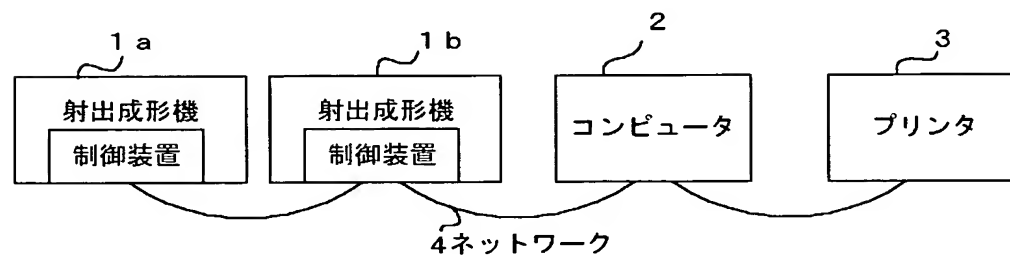 1a
1b
2
3
射出成形機
制御装置
射出成形機
制御装置
コンピュータ
プリンタ
4ネットワーク